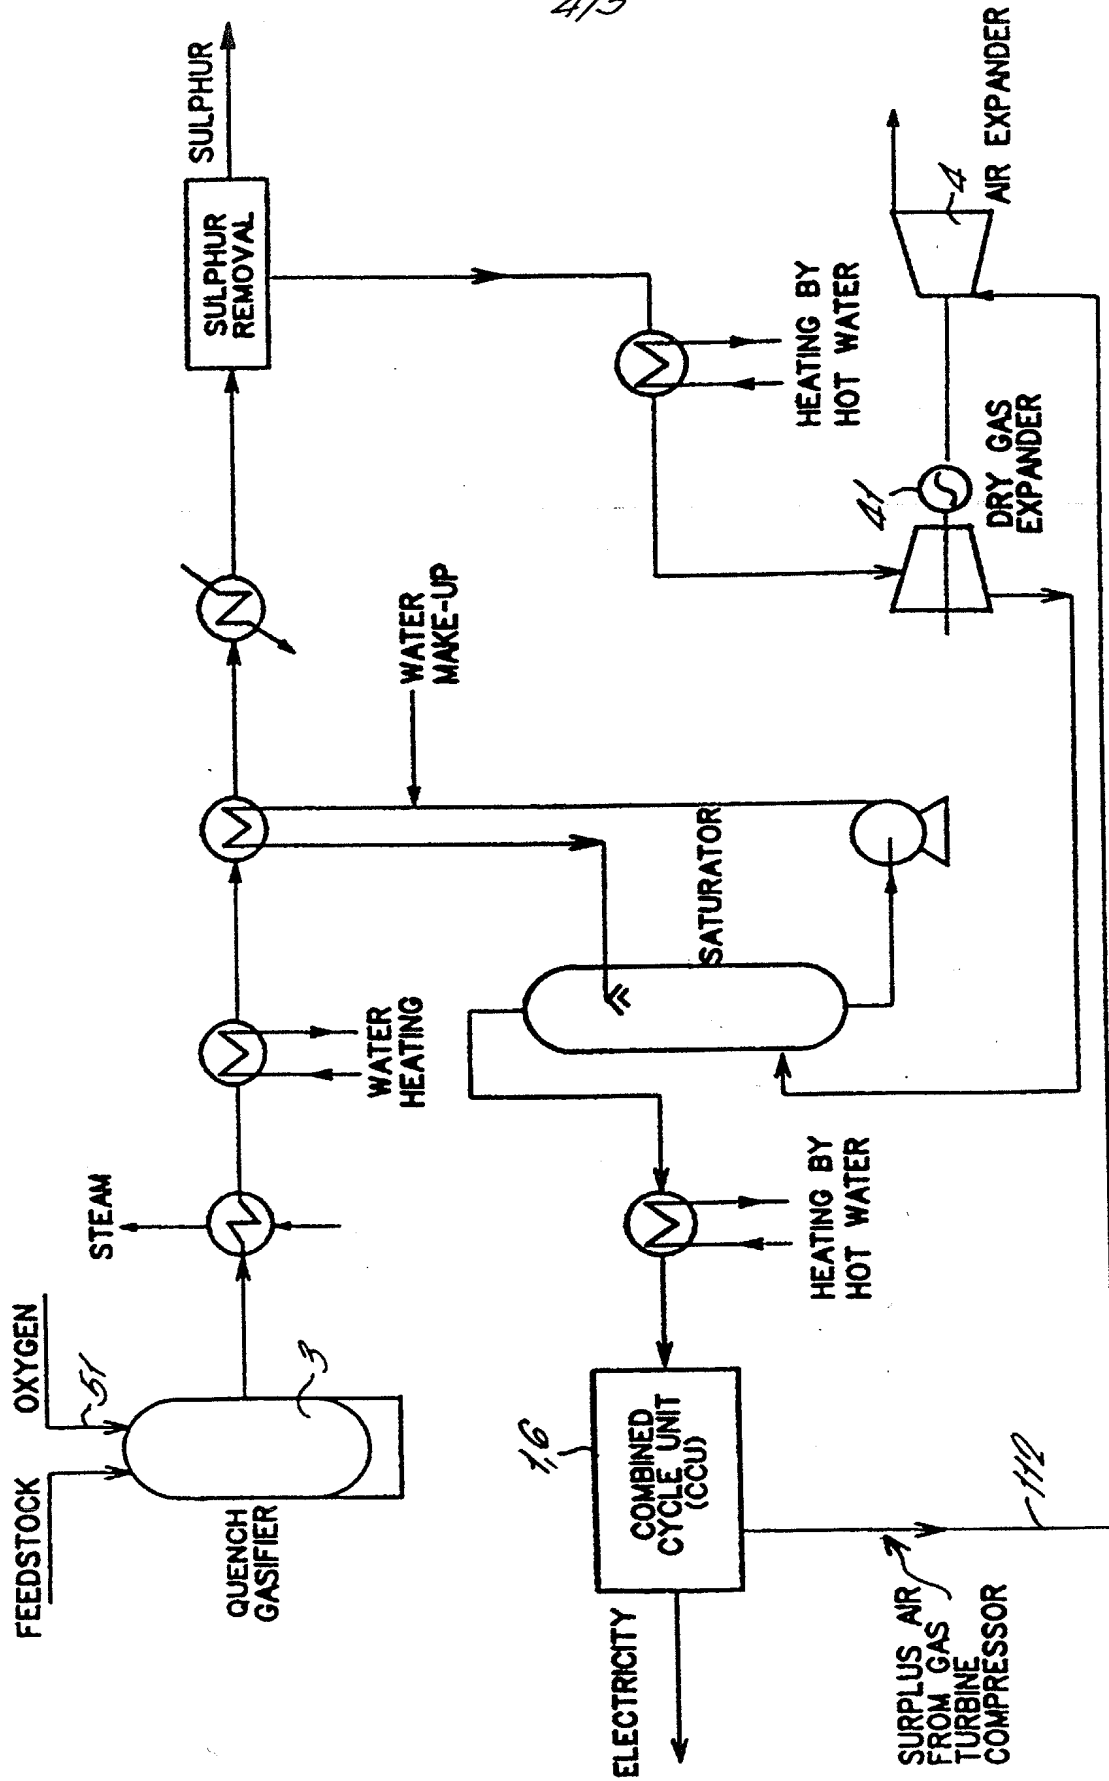 4/5
FEEDSTOCK
OXYGEN
51
STEAM
3
QUENCH
GASIFIER
WATER
HEATING
WATER
MAKE-UP
SULPHUR
REMOVAL
SULPHUR
HEATING BY
HOT WATER
SATURATOR
ELECTRICITY
16
COMBINED
CYCLE UNIT
(CCU)
HEATING BY
HOT WATER
41
DRY GAS
EXPANDER
4
AIR EXPANDER
SURPLUS AIR
FROM GAS
TURBINE
COMPRESSOR
112